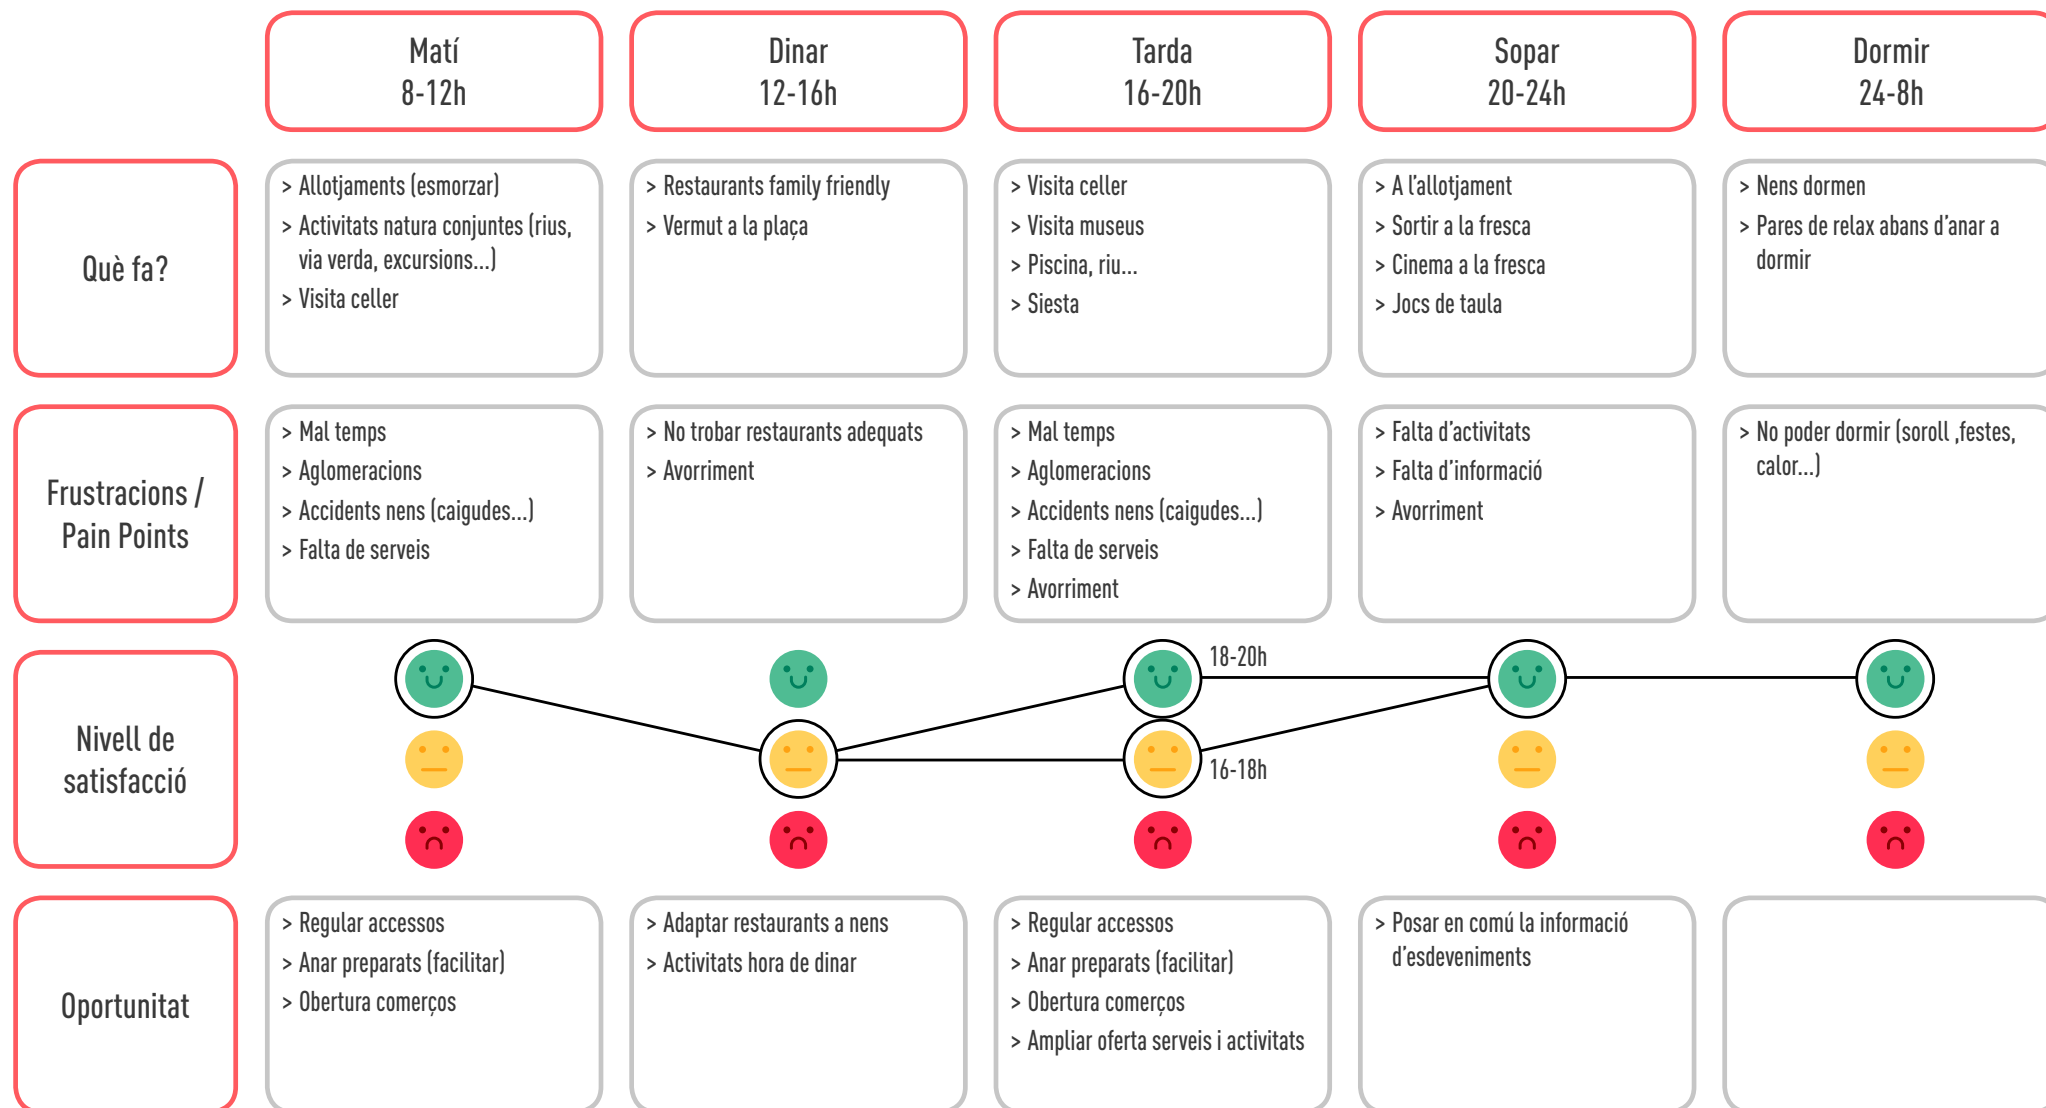 Matí
8-12h
Dinar
12-16h
Tarda
16-20h
Sopar
20-24h
Dormir
24-8h
Què fa?
> Allotjaments (esmorzar)
> Activitats natura conjuntes (rius,
via verda, excursions...)
> Visita celler
> Restaurants family friendly
> Vermut a la plaça
> Visita celler
> Visita museus
> Piscina, riu...
> Siesta
> A l'allotjament
> Sortir a la fresca
> Cinema a la fresca
> Jocs de taula
> Nens dormen
> Pares de relax abans d'anar a
dormir
Frustracions /
Pain Points
> Mal temps
> Aglomeracions
> Accidents nens (caigudes...)
> Falta de serveis
> No trobar restaurants adequats
> Avorriment
> Mal temps
> Aglomeracions
> Accidents nens (caigudes...)
> Falta de serveis
> Avorriment
> Falta d'activitats
> Falta d'informació
> Avorriment
> No poder dormir (soroll ,festes,
calor...)
Nivell de
satisfacció
18-20h
16-18h
Oportunitat
> Regular accessos
> Anar preparats (facilitar)
> Obertura comerços
> Adaptar restaurants a nens
> Activitats hora de dinar
> Regular accessos
> Anar preparats (facilitar)
> Obertura comerços
> Ampliar oferta serveis i activitats
> Posar en comú la informació
d'esdeveniments